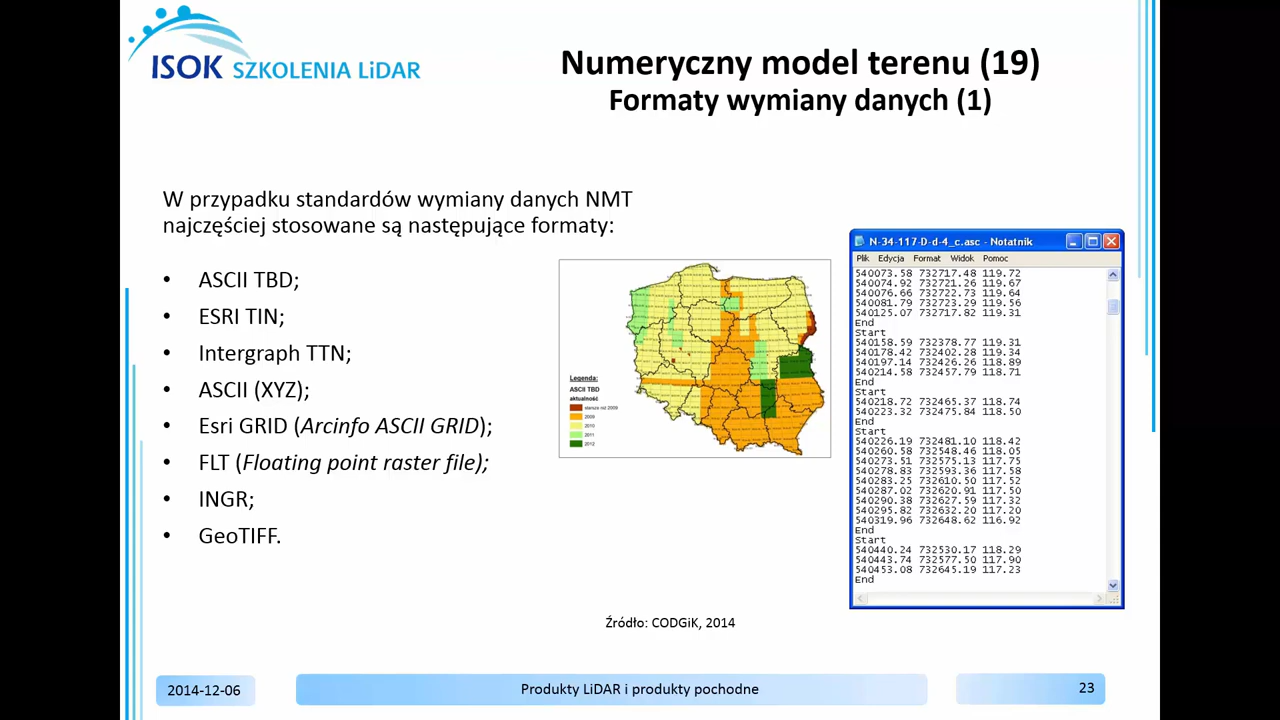 ISOK SZKOLENIA LiDAR
Numeryczny model terenu (19)
Formaty wymiany danych (1)
W przypadku standardów wymiany danych NMT
najczęściej stosowane są następujące formaty:
• ASCII TBD;
• ESRI TIN;
• Intergraph TTN;
• ASCII (XYZ);
• Esri GRID (Arcinfo ASCII GRID);
• FLT (Floating point raster file);
• INGR;
• GeoTIFF.
Legenda:
ASCII TBD
aktualność
starsze niż 2009
2009
2010
2011
2012
N-34-117-D-d-4_c.asc - Notatnik
Plik Edycja Format Widok Pomoc
540073.58 732717.48 119.72
540074.92 732721.26 119.67
540076.66 732722.73 119.64
540081.79 732723.29 119.56
540125.07 732717.82 119.31
End
Start
540158.59 732378.77 119.31
540178.42 732402.28 119.34
540197.14 732426.26 118.89
540214.58 732457.79 118.71
End
Start
540218.72 732465.37 118.74
540223.32 732475.84 118.50
End
Start
540226.19 732481.10 118.42
540260.58 732548.46 118.05
540273.51 732575.13 117.75
540278.83 732593.36 117.58
540283.25 732610.50 117.52
540287.02 732620.91 117.50
540290.38 732627.59 117.32
540295.82 732632.20 117.20
540319.96 732648.62 116.92
End
Start
540440.24 732530.17 118.29
540443.74 732577.50 117.90
540453.08 732645.19 117.23
End
Źródło: CODGiK, 2014
2014-12-06
Produkty LiDAR i produkty pochodne
23